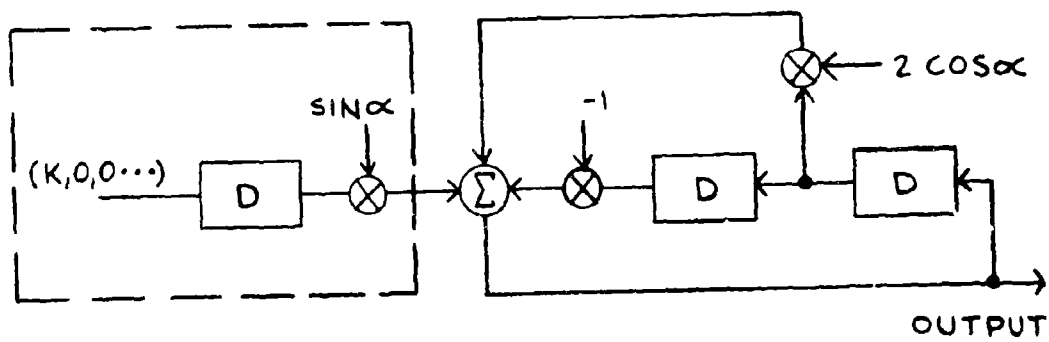 2 COSα
SINα
-1
(K,0,0···)
D
Σ
D
D
OUTPUT